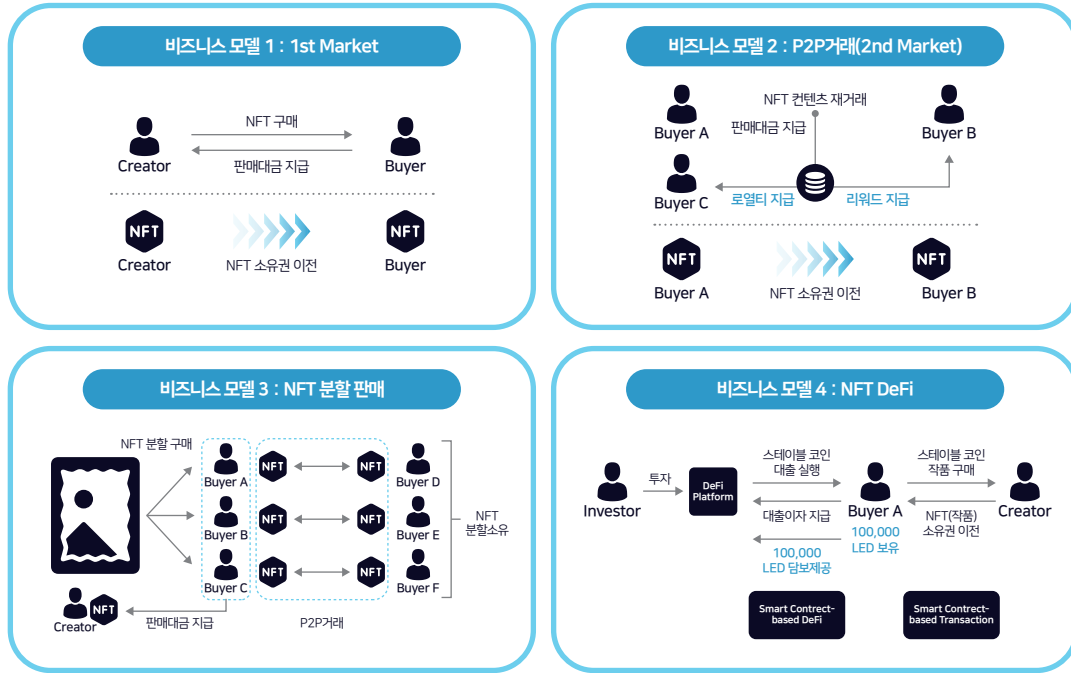 비즈니스 모델 1 : 1st Market
NFT 구매
Creator
판매대금 지급
Buyer
NFT
NFT
Creator
NFT 소유권 이전
Buyer
비즈니스 모델 2 : P2P거래(2nd Market)
NFT 컨텐츠 재거래
Buyer A
판매대금 지급
Buyer B
Buyer C
로열티 지급
리워드 지급
NFT
NFT
Buyer A
NFT 소유권 이전
Buyer B
비즈니스 모델 3 : NFT 분할 판매
NFT 분할 구매
Buyer A
NFT
NFT
Buyer D
Buyer B
NFT
NFT
Buyer E
NFT
분할소유
Buyer C
NFT
NFT
Buyer F
NFT
Creator
판매대금 지급
P2P거래
비즈니스 모델 4 : NFT DeFi
스테이블 코인
대출 실행
스테이블 코인
작품 구매
투자
DeFi
Platform
Investor
대출이자 지급
Buyer A
NFT(작품)
소유권 이전
Creator
100,000
LED 보유
100,000
LED 담보제공
Smart Contrect-
based DeFi
Smart Contrect-
based Transaction